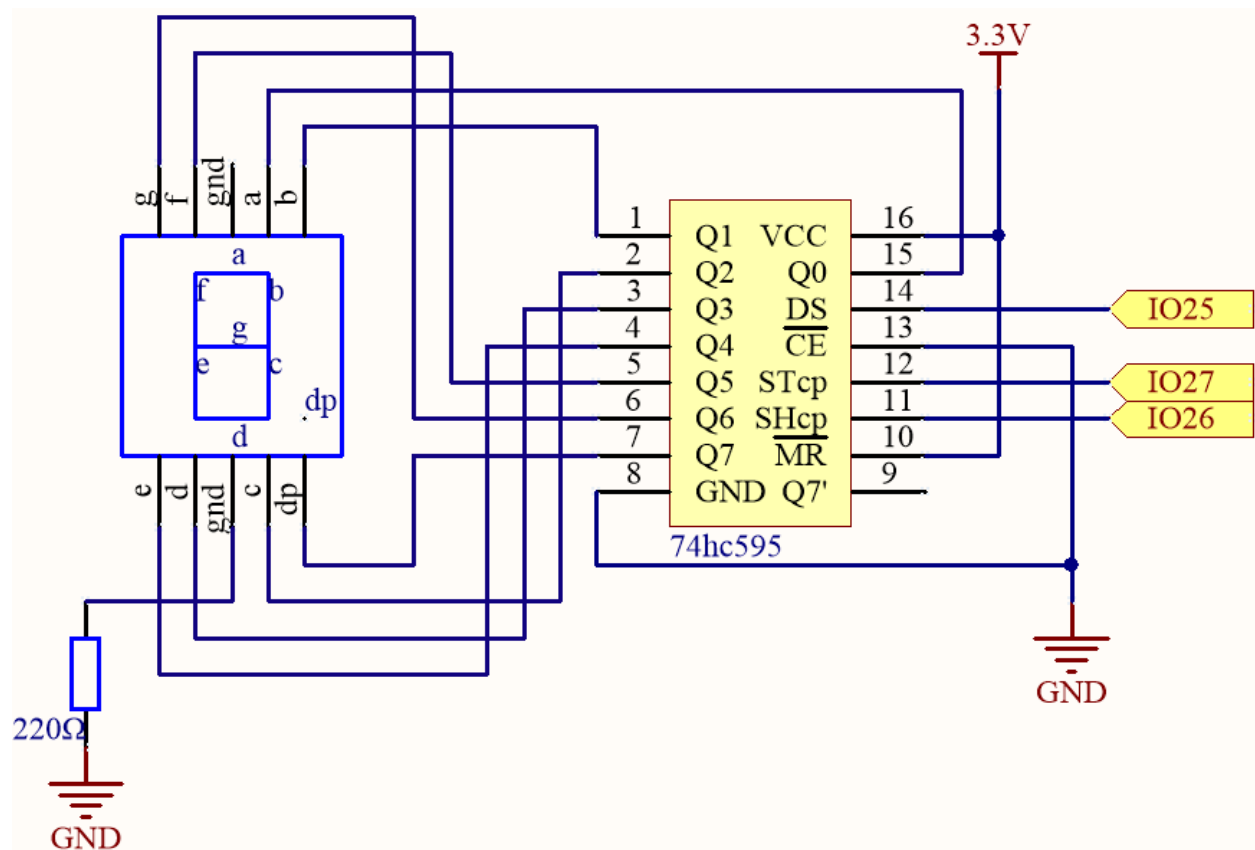 3.3V
g f gnd a b
a
f b
g
e c
dp
d
e d gnd c dp
220Ω
GND
1 Q1 VCC 16
2 Q2 Q0 15
3 Q3 DS 14 IO25
4 Q4 CE 13
5 Q5 STcp 12 IO27
6 Q6 SHcp 11 IO26
7 Q7 MR 10
8 GND Q7' 9
74hc595
GND